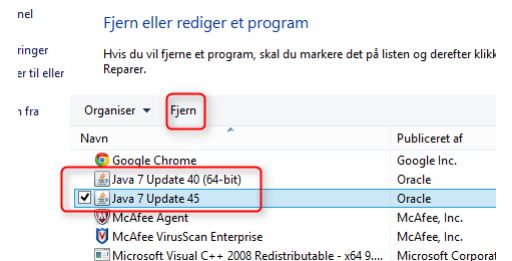 nel
ringer
er til eller
n fra
Fjern eller rediger et program
Hvis du vil fjerne et program, skal du markere det på listen og derefter klikk
Reparer.
Organiser Fjern
Navn Publiceret af
Google Chrome Google Inc.
Java 7 Update 40 (64-bit) Oracle
Java 7 Update 45 Oracle
McAfee Agent McAfee, Inc.
McAfee VirusScan Enterprise McAfee, Inc.
Microsoft Visual C++ 2008 Redistributable - x64 9.... Microsoft Corporat